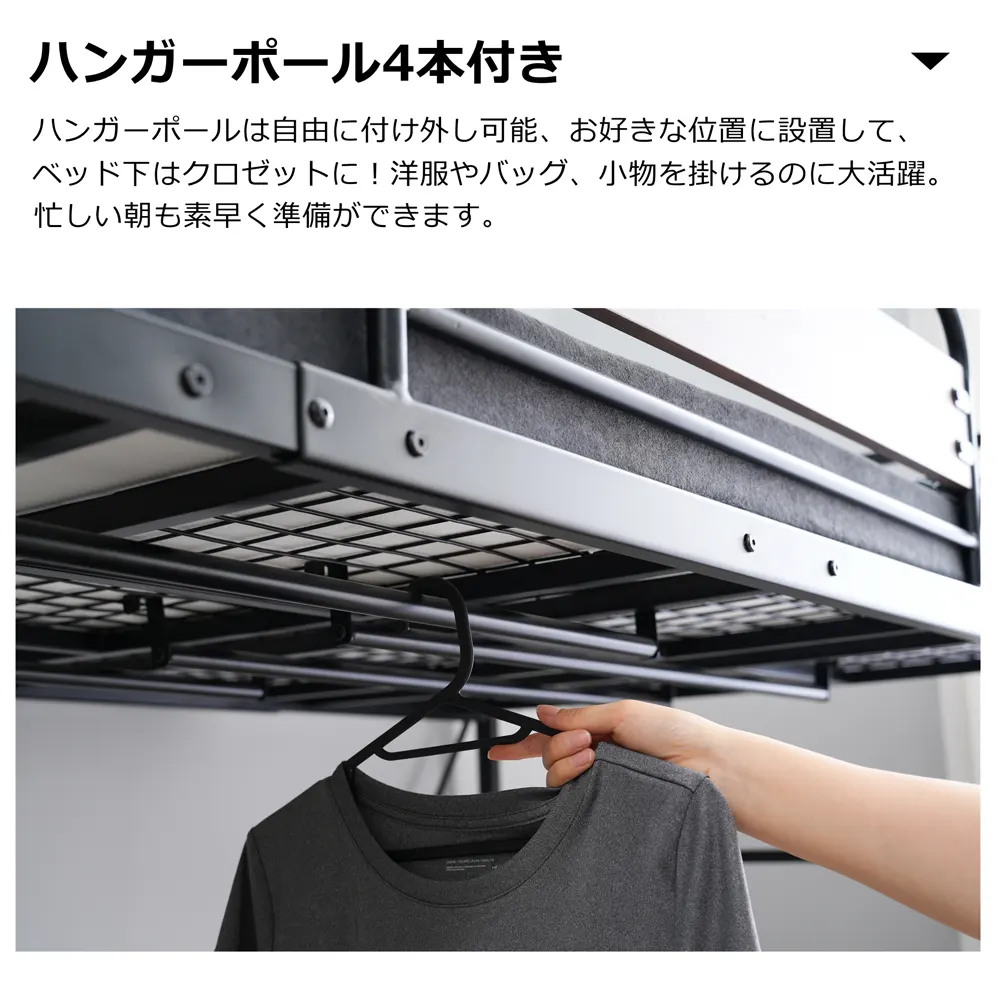 ハンガーポール4本付き
ハンガーポールは自由に付け外し可能、お好きな位置に設置して、
ベッド下はクロゼットに!洋服やバッグ、小物を掛けるのに大活躍。
忙しい朝も素早く準備ができます。